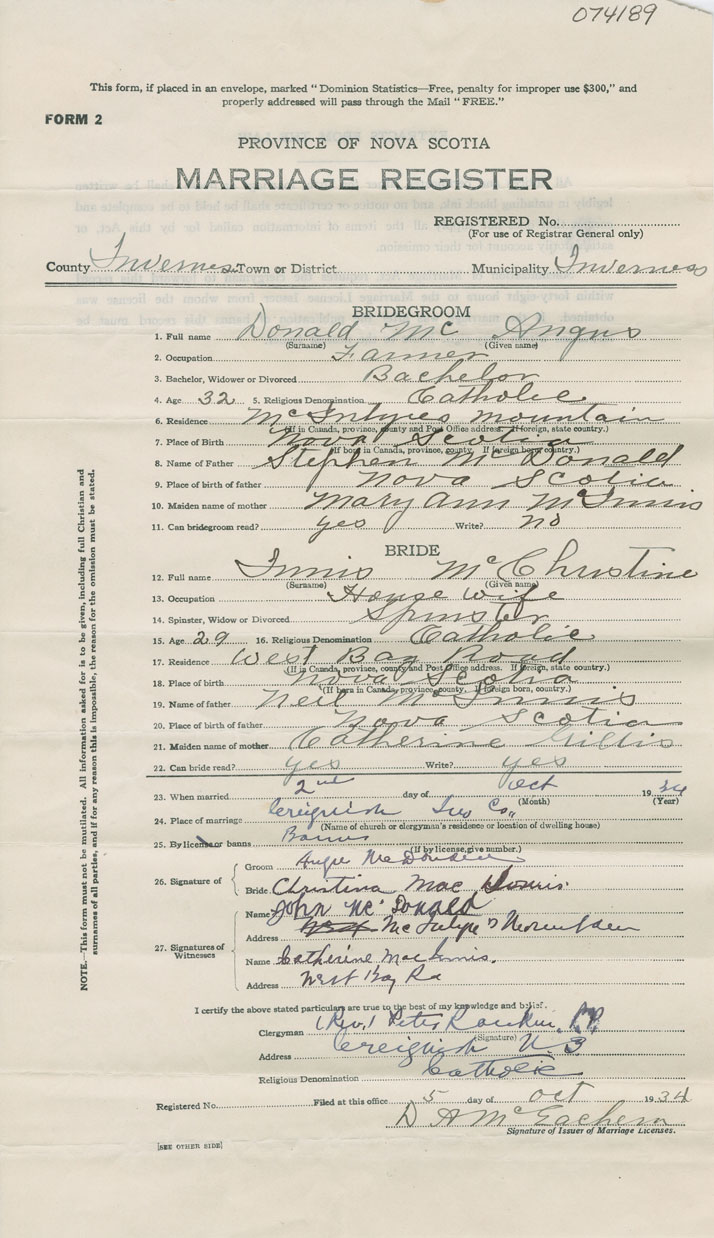 074189
This form, if placed in an envelope, marked "Dominion Statistics—Free, penalty for improper use $300," and
properly addressed will pass through the Mail "FREE."
FORM 2
PROVINCE OF NOVA SCOTIA
MARRIAGE REGISTER
REGISTERED No.
(For use of Registrar General only)
County Inverness Town or District Municipality Inverness
BRIDEGROOM
1. Full name Donald Mc Angus
(Surname) (Given name)
2. Occupation Farmer
3. Bachelor, Widower or Divorced Bachelor
4. Age 32 5. Religious Denomination Catholic
6. Residence McIntyres Mountain
(If in Canada, province, county and Post Office address. If foreign, state country.)
7. Place of Birth Nova Scotia
(If born in Canada, province, county. If foreign born, country.)
8. Name of Father Stephen McDonald
9. Place of birth of father Nova Scotia
10. Maiden name of mother Mary Ann McInnis
11. Can bridegroom read? yes Write? no
BRIDE
12. Full name Innis Mc Christine
(Surname) (Given name)
13. Occupation House wife
14. Spinster, Widow or Divorced Spinster
15. Age 29 16. Religious Denomination Catholic
17. Residence West Bay Road
(If in Canada, province, county and Post Office address. If foreign, state country.)
18. Place of birth Nova Scotia
(If born in Canada, province, county. If foreign born, country.)
19. Name of father Neil McInnis
20. Place of birth of father Nova Scotia
21. Maiden name of mother Catherine Gillis
22. Can bride read? yes Write? yes
23. When married 2nd day of Oct 1934
(Month) (Year)
24. Place of marriage Creignish Inv Co.,
(Name of church or clergyman's residence or location of dwelling house)
25. By license or banns Banns
(If by license, give number.)
26. Signature of Groom Angus McDonald
Bride Christina Mac Innis.
27. Signatures of Witnesses
Name John Mc Donald
Address McIntyre's Mountain
Name Catherine MacInnis.
Address West Bay Rd
I certify the above stated particulars are true to the best of my knowledge and belief.
Clergyman (Rev.) Peter Rankin P.P.
(Signature)
Address Creignish N.S
Religious Denomination Catholic
Registered No. Filed at this office 5 day of Oct 1934
D A McEachern
Signature of Issuer of Marriage Licenses.
[SEE OTHER SIDE]
NOTE.—This form must not be mutilated. All information asked for is to be given, including full Christian and
surnames of all parties, and if for any reason this is impossible, the reason for the omission must be stated.